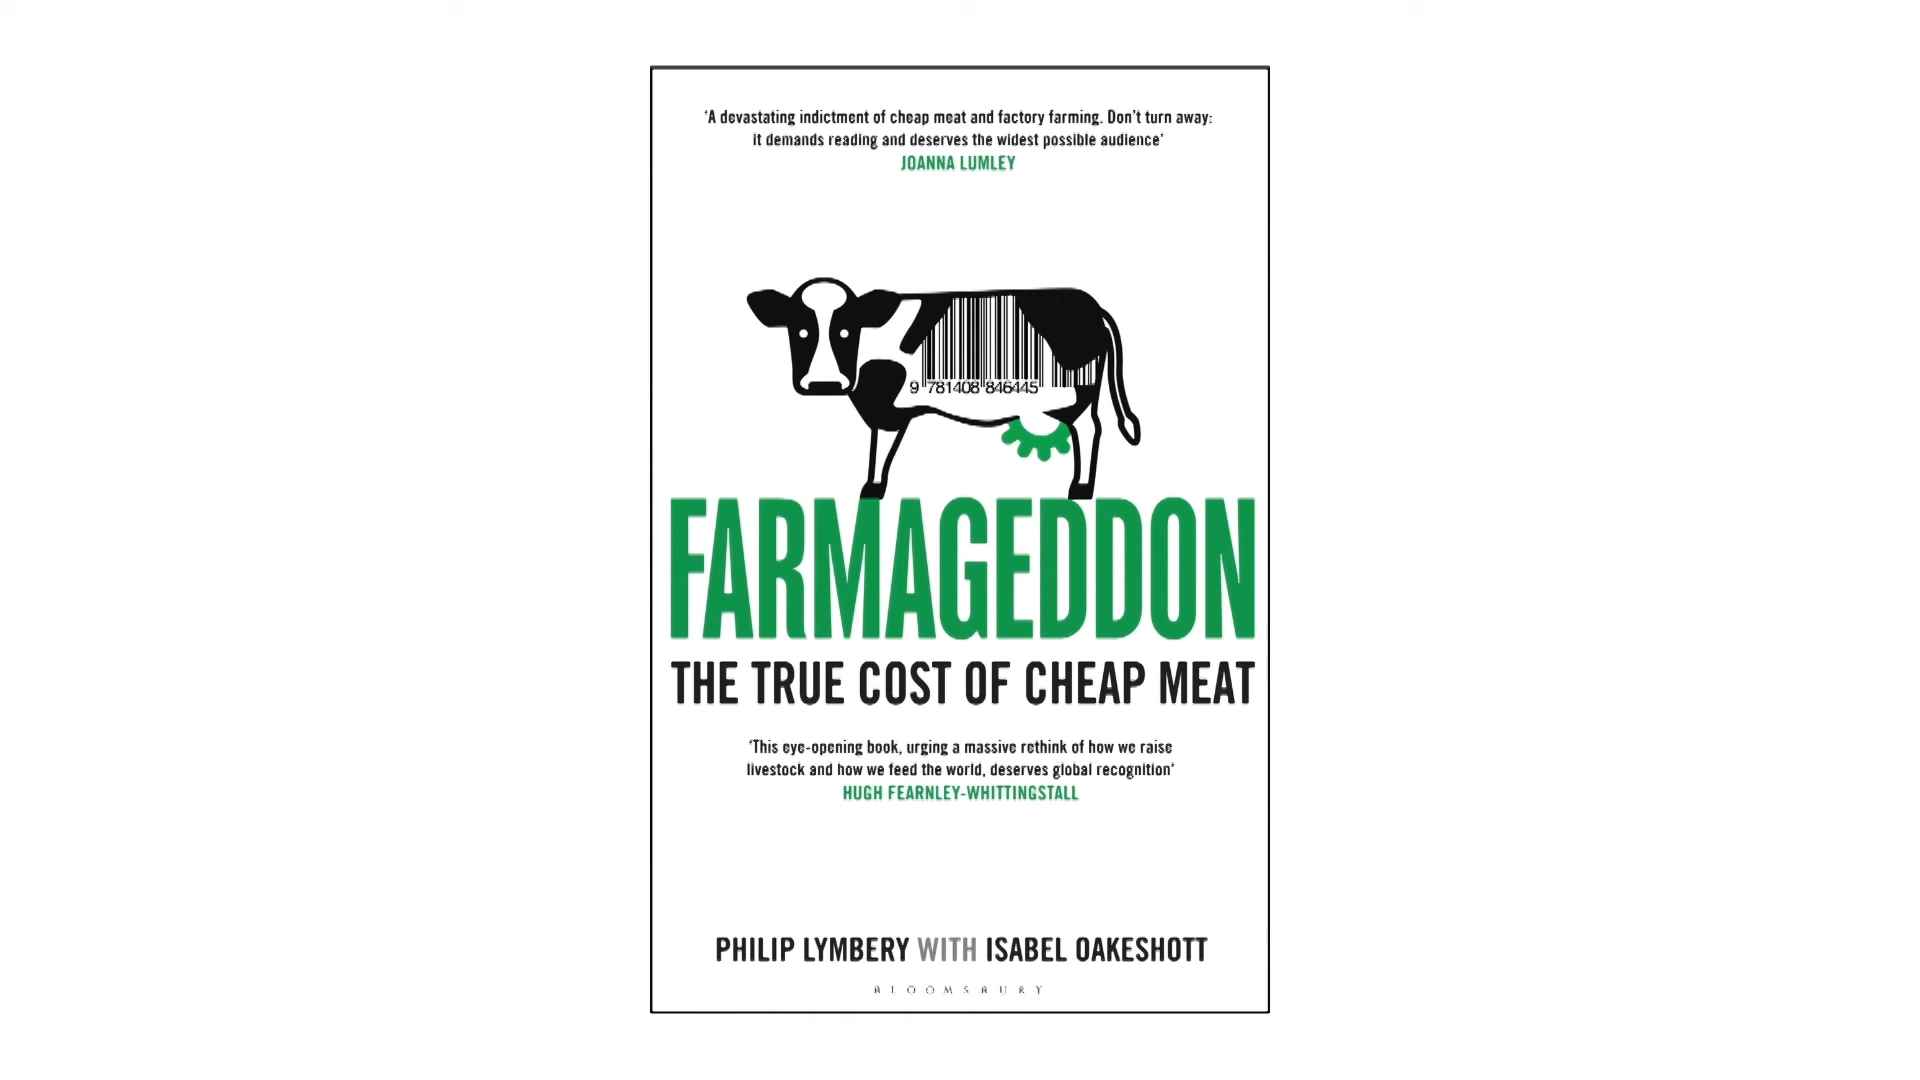 ‘A devastating indictment of cheap meat and factory farming. Don’t turn away:
it demands reading and deserves the widest possible audience’
JOANNA LUMLEY
9 781408 846445
FARMAGEDDON
THE TRUE COST OF CHEAP MEAT
‘This eye-opening book, urging a massive rethink of how we raise
livestock and how we feed the world, deserves global recognition’
HUGH FEARNLEY-WHITTINGSTALL
PHILIP LYMBERY WITH ISABEL OAKESHOTT
BLOOMSBURY